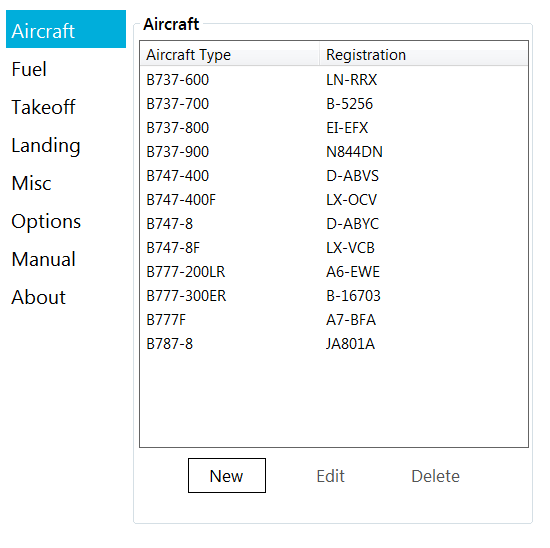 Aircraft
Fuel
Takeoff
Landing
Misc
Options
Manual
About
Aircraft
Aircraft Type Registration
B737-600 LN-RRX
B737-700 B-5256
B737-800 EI-EFX
B737-900 N844DN
B747-400 D-ABVS
B747-400F LX-OCV
B747-8 D-ABYC
B747-8F LX-VCB
B777-200LR A6-EWE
B777-300ER B-16703
B777F A7-BFA
B787-8 JA801A
New Edit Delete